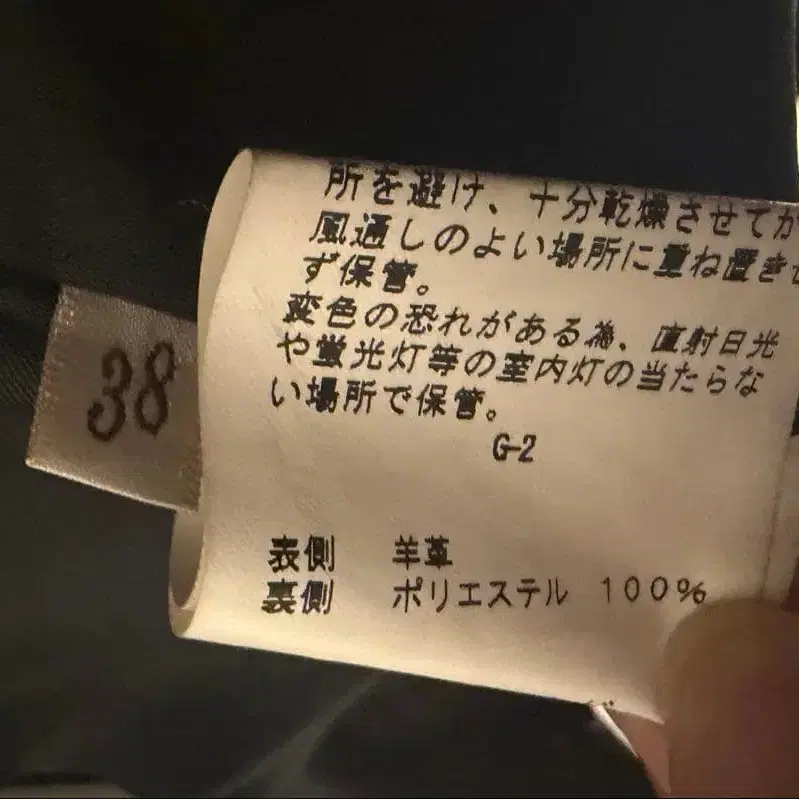 所を避け、十分乾燥させてか
風通しのよい場所に重ね置きせ
ず保管。
変色の恐れがある為、直射日光
や蛍光灯等の室内灯の当たらな
い場所で保管。
G-2
表側 羊革
裏側 ポリエステル 100%
38